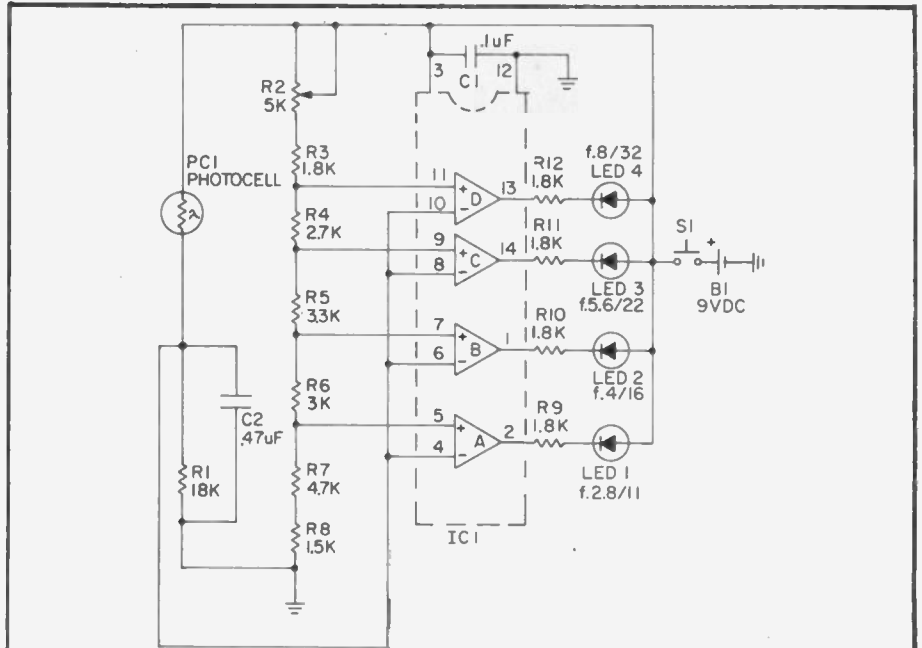 .1uF
3
C1
12
R2
5K
R3
1.8K
PC1
PHOTOCELL
λ
R4
2.7K
R5
3.3K
R6
3K
C2
.47uF
R1
18K
R7
4.7K
R8
1.5K
11
+
10
-
D
13
9
+
8
-
C
14
7
+
6
-
B
1
5
+
4
-
A
2
IC1
R12
1.8K
R11
1.8K
R10
1.8K
R9
1.8K
f.8/32
LED 4
LED 3
f.5.6/22
LED 2
f.4/16
LED 1
f.2.8/11
S1
+
B1
9VDC